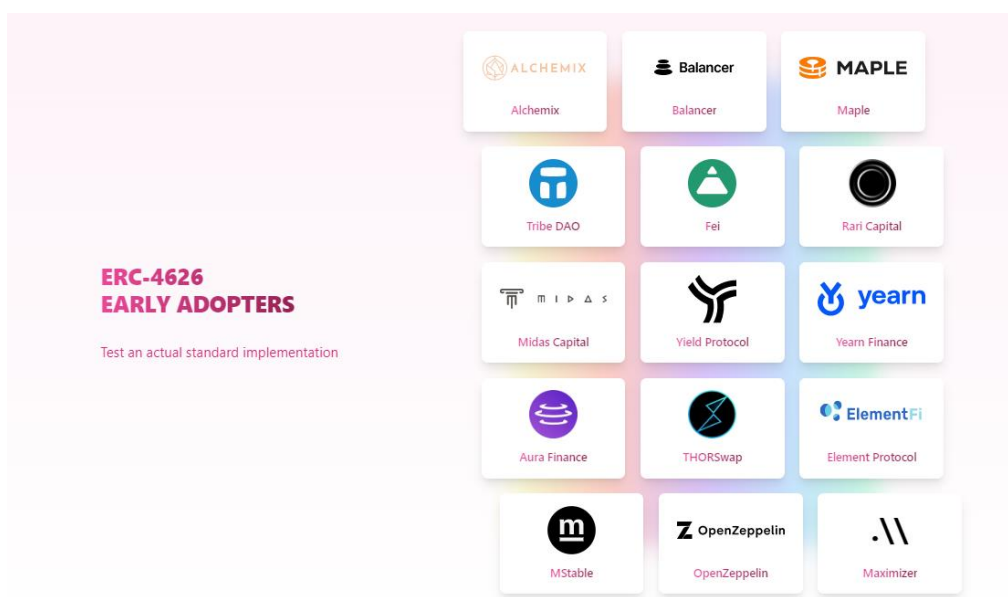 ERC-4626
EARLY ADOPTERS
Test an actual standard implementation
ALCHEMIX
Alchemix
Balancer
Balancer
MAPLE
Maple
Tribe DAO
Fei
Rari Capital
MIDAS
Midas Capital
Yield Protocol
yearn
Yearn Finance
Aura Finance
THORSwap
ElementFi
Element Protocol
m
MStable
OpenZeppelin
OpenZeppelin
Maximizer